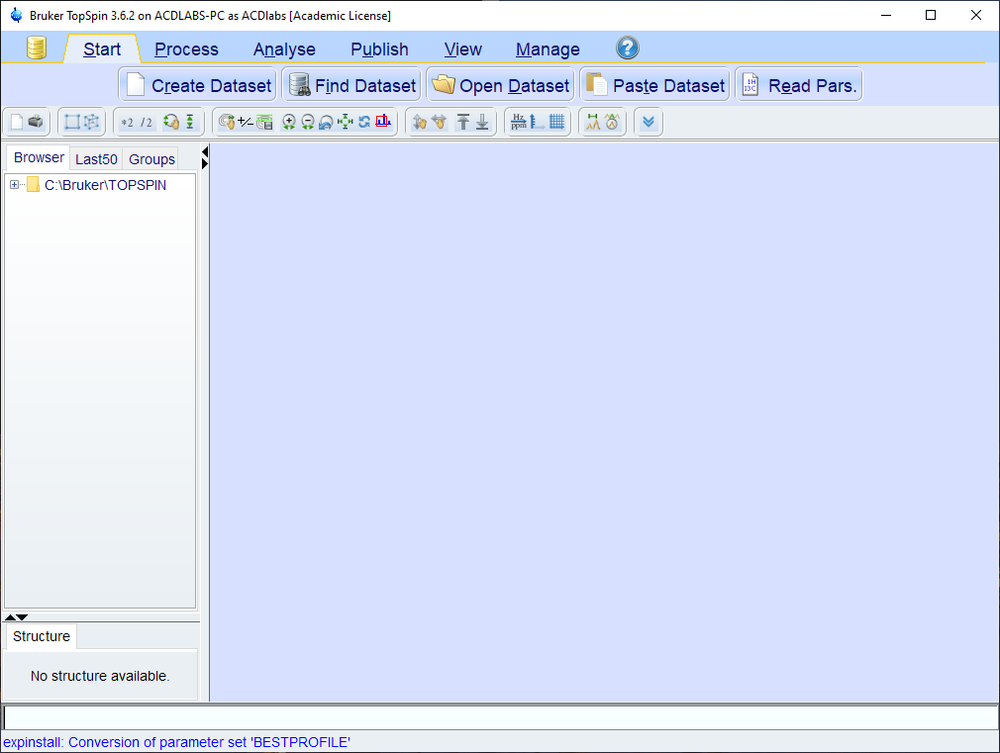 Bruker TopSpin 3.6.2 on ACDLABS-PC as ACDlabs [Academic License]
Start Process Analyse Publish View Manage ?
Create Dataset Find Dataset Open Dataset Paste Dataset 1H 13C Read Pars.
*2 /2 +/- Hz ppm
Browser Last50 Groups
C:\Bruker\TOPSPIN
Structure
No structure available.
expinstall: Conversion of parameter set 'BESTPROFILE'